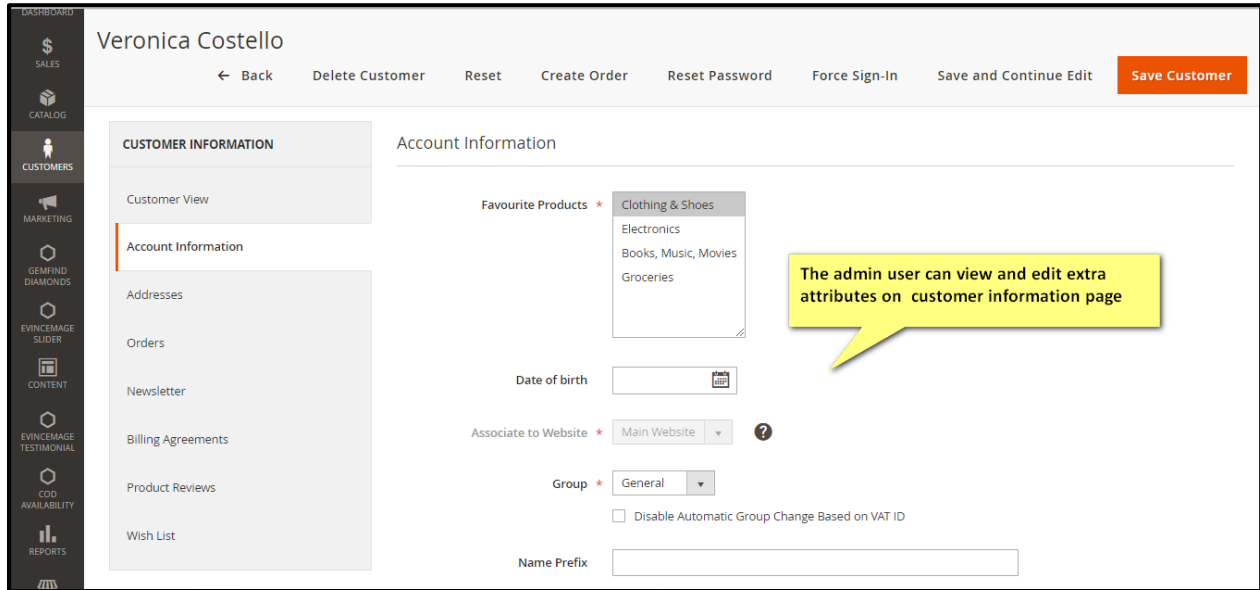 DASHBOARD
SALES
CATALOG
CUSTOMERS
MARKETING
GEMFIND
DIAMONDS
EVINCEMAGE
SLIDER
CONTENT
EVINCEMAGE
TESTIMONIAL
COD
AVAILABILITY
REPORTS
Veronica Costello
← Back Delete Customer Reset Create Order Reset Password Force Sign-In Save and Continue Edit Save Customer
CUSTOMER INFORMATION
Customer View
Account Information
Addresses
Orders
Newsletter
Billing Agreements
Product Reviews
Wish List
Account Information
Favourite Products * Clothing & Shoes
Electronics
Books, Music, Movies
Groceries
The admin user can view and edit extra
attributes on customer information page
Date of birth
Associate to Website * Main Website ?
Group * General
Disable Automatic Group Change Based on VAT ID
Name Prefix